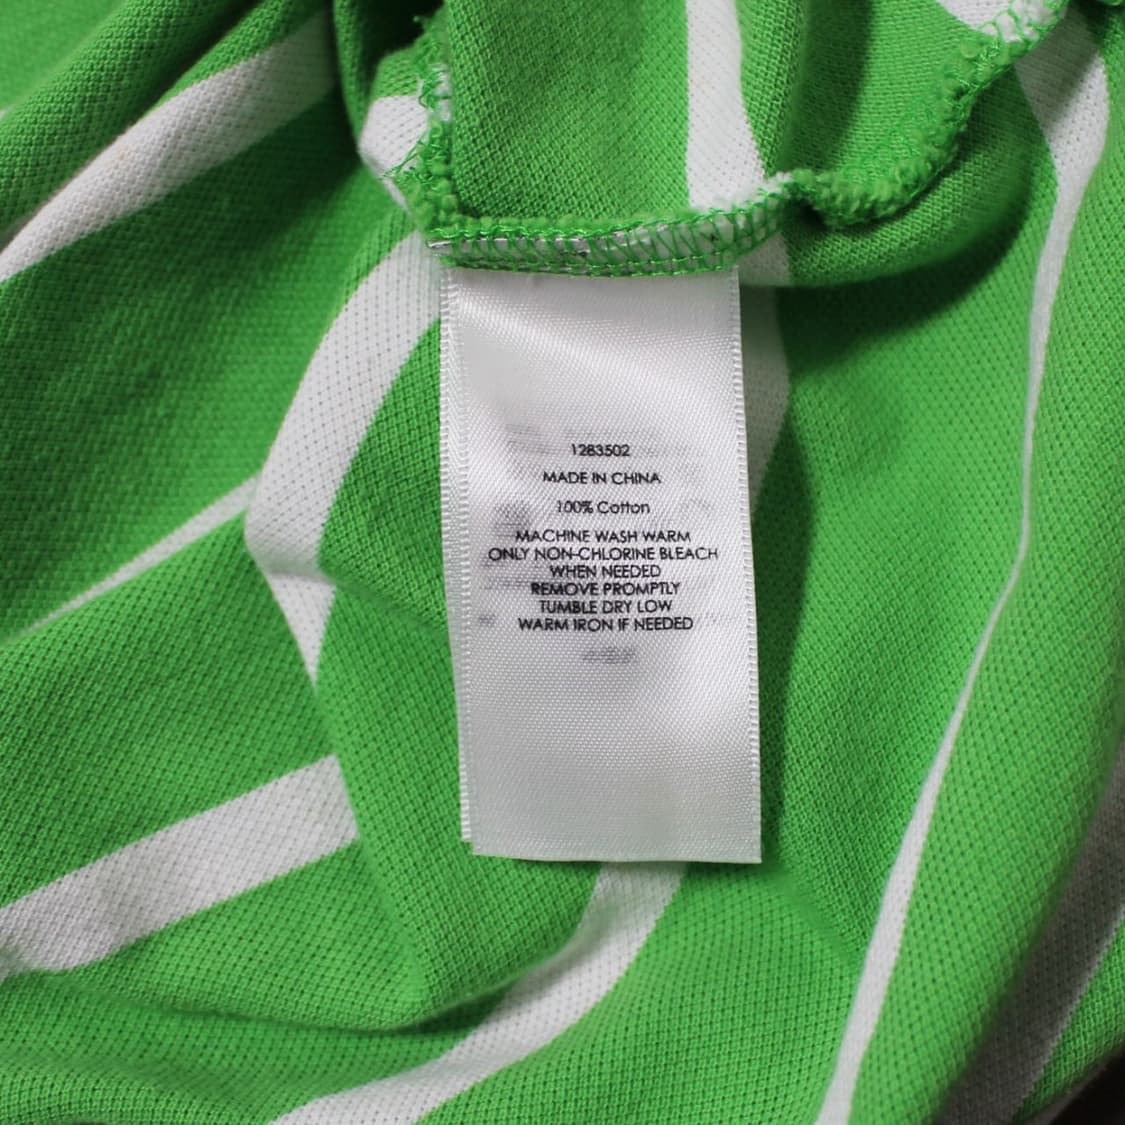 1283502
MADE IN CHINA
100% Cotton
MACHINE WASH WARM
ONLY NON-CHLORINE BLEACH
WHEN NEEDED
REMOVE PROMPTLY
TUMBLE DRY LOW
WARM IRON IF NEEDED